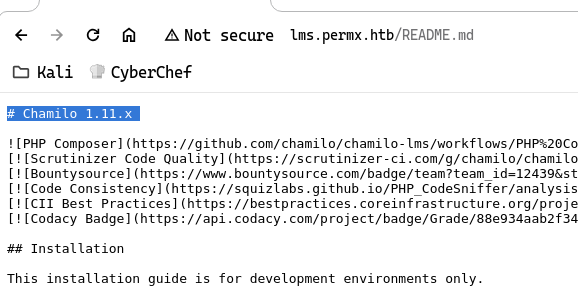 Not secure lms.permx.htb/README.md
Kali CyberChef
# Chamilo 1.11.x
![PHP Composer](https://github.com/chamilo/chamilo-lms/workflows/PHP%20Co
[![Scrutinizer Code Quality](https://scrutinizer-ci.com/g/chamilo/chamilo
[![Bountysource](https://www.bountysource.com/badge/team?team_id=12439&st
[![Code Consistency](https://squizlabs.github.io/PHP_CodeSniffer/analysis
[![CII Best Practices](https://bestpractices.coreinfrastructure.org/proje
[![Codacy Badge](https://api.codacy.com/project/badge/Grade/88e934aab2f34
## Installation
This installation guide is for development environments only.